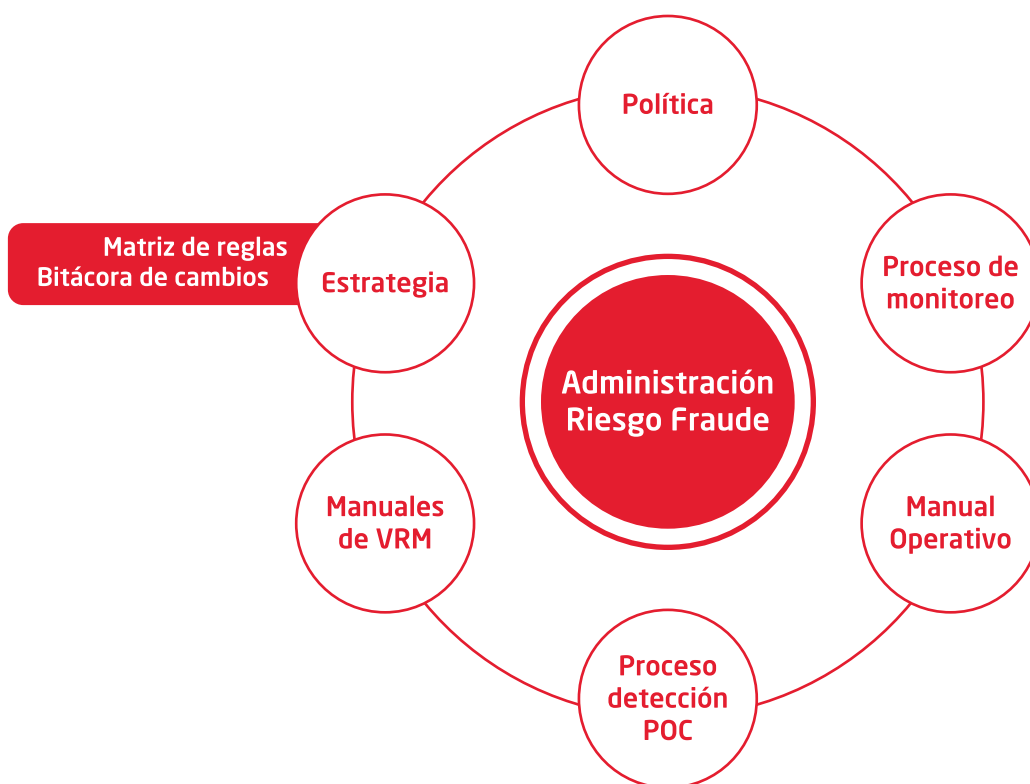 Política
Matriz de reglas
Bitácora de cambios
Estrategia
Proceso de
monitoreo
Administración
Riesgo Fraude
Manuales
de VRM
Manual
Operativo
Proceso
detección
POC